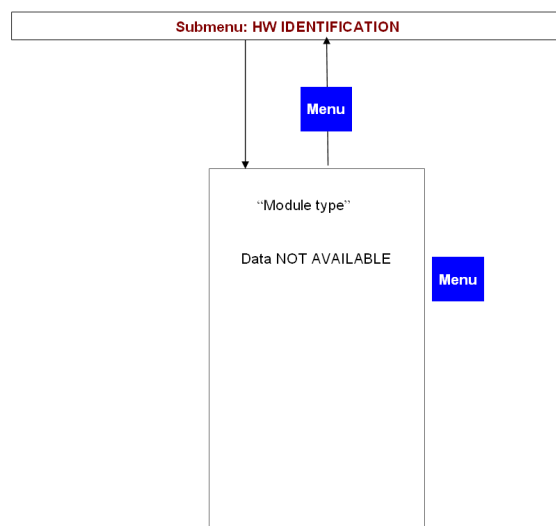 Submenu: HW IDENTIFICATION
Menu
“Module type”
Data NOT AVAILABLE
Menu